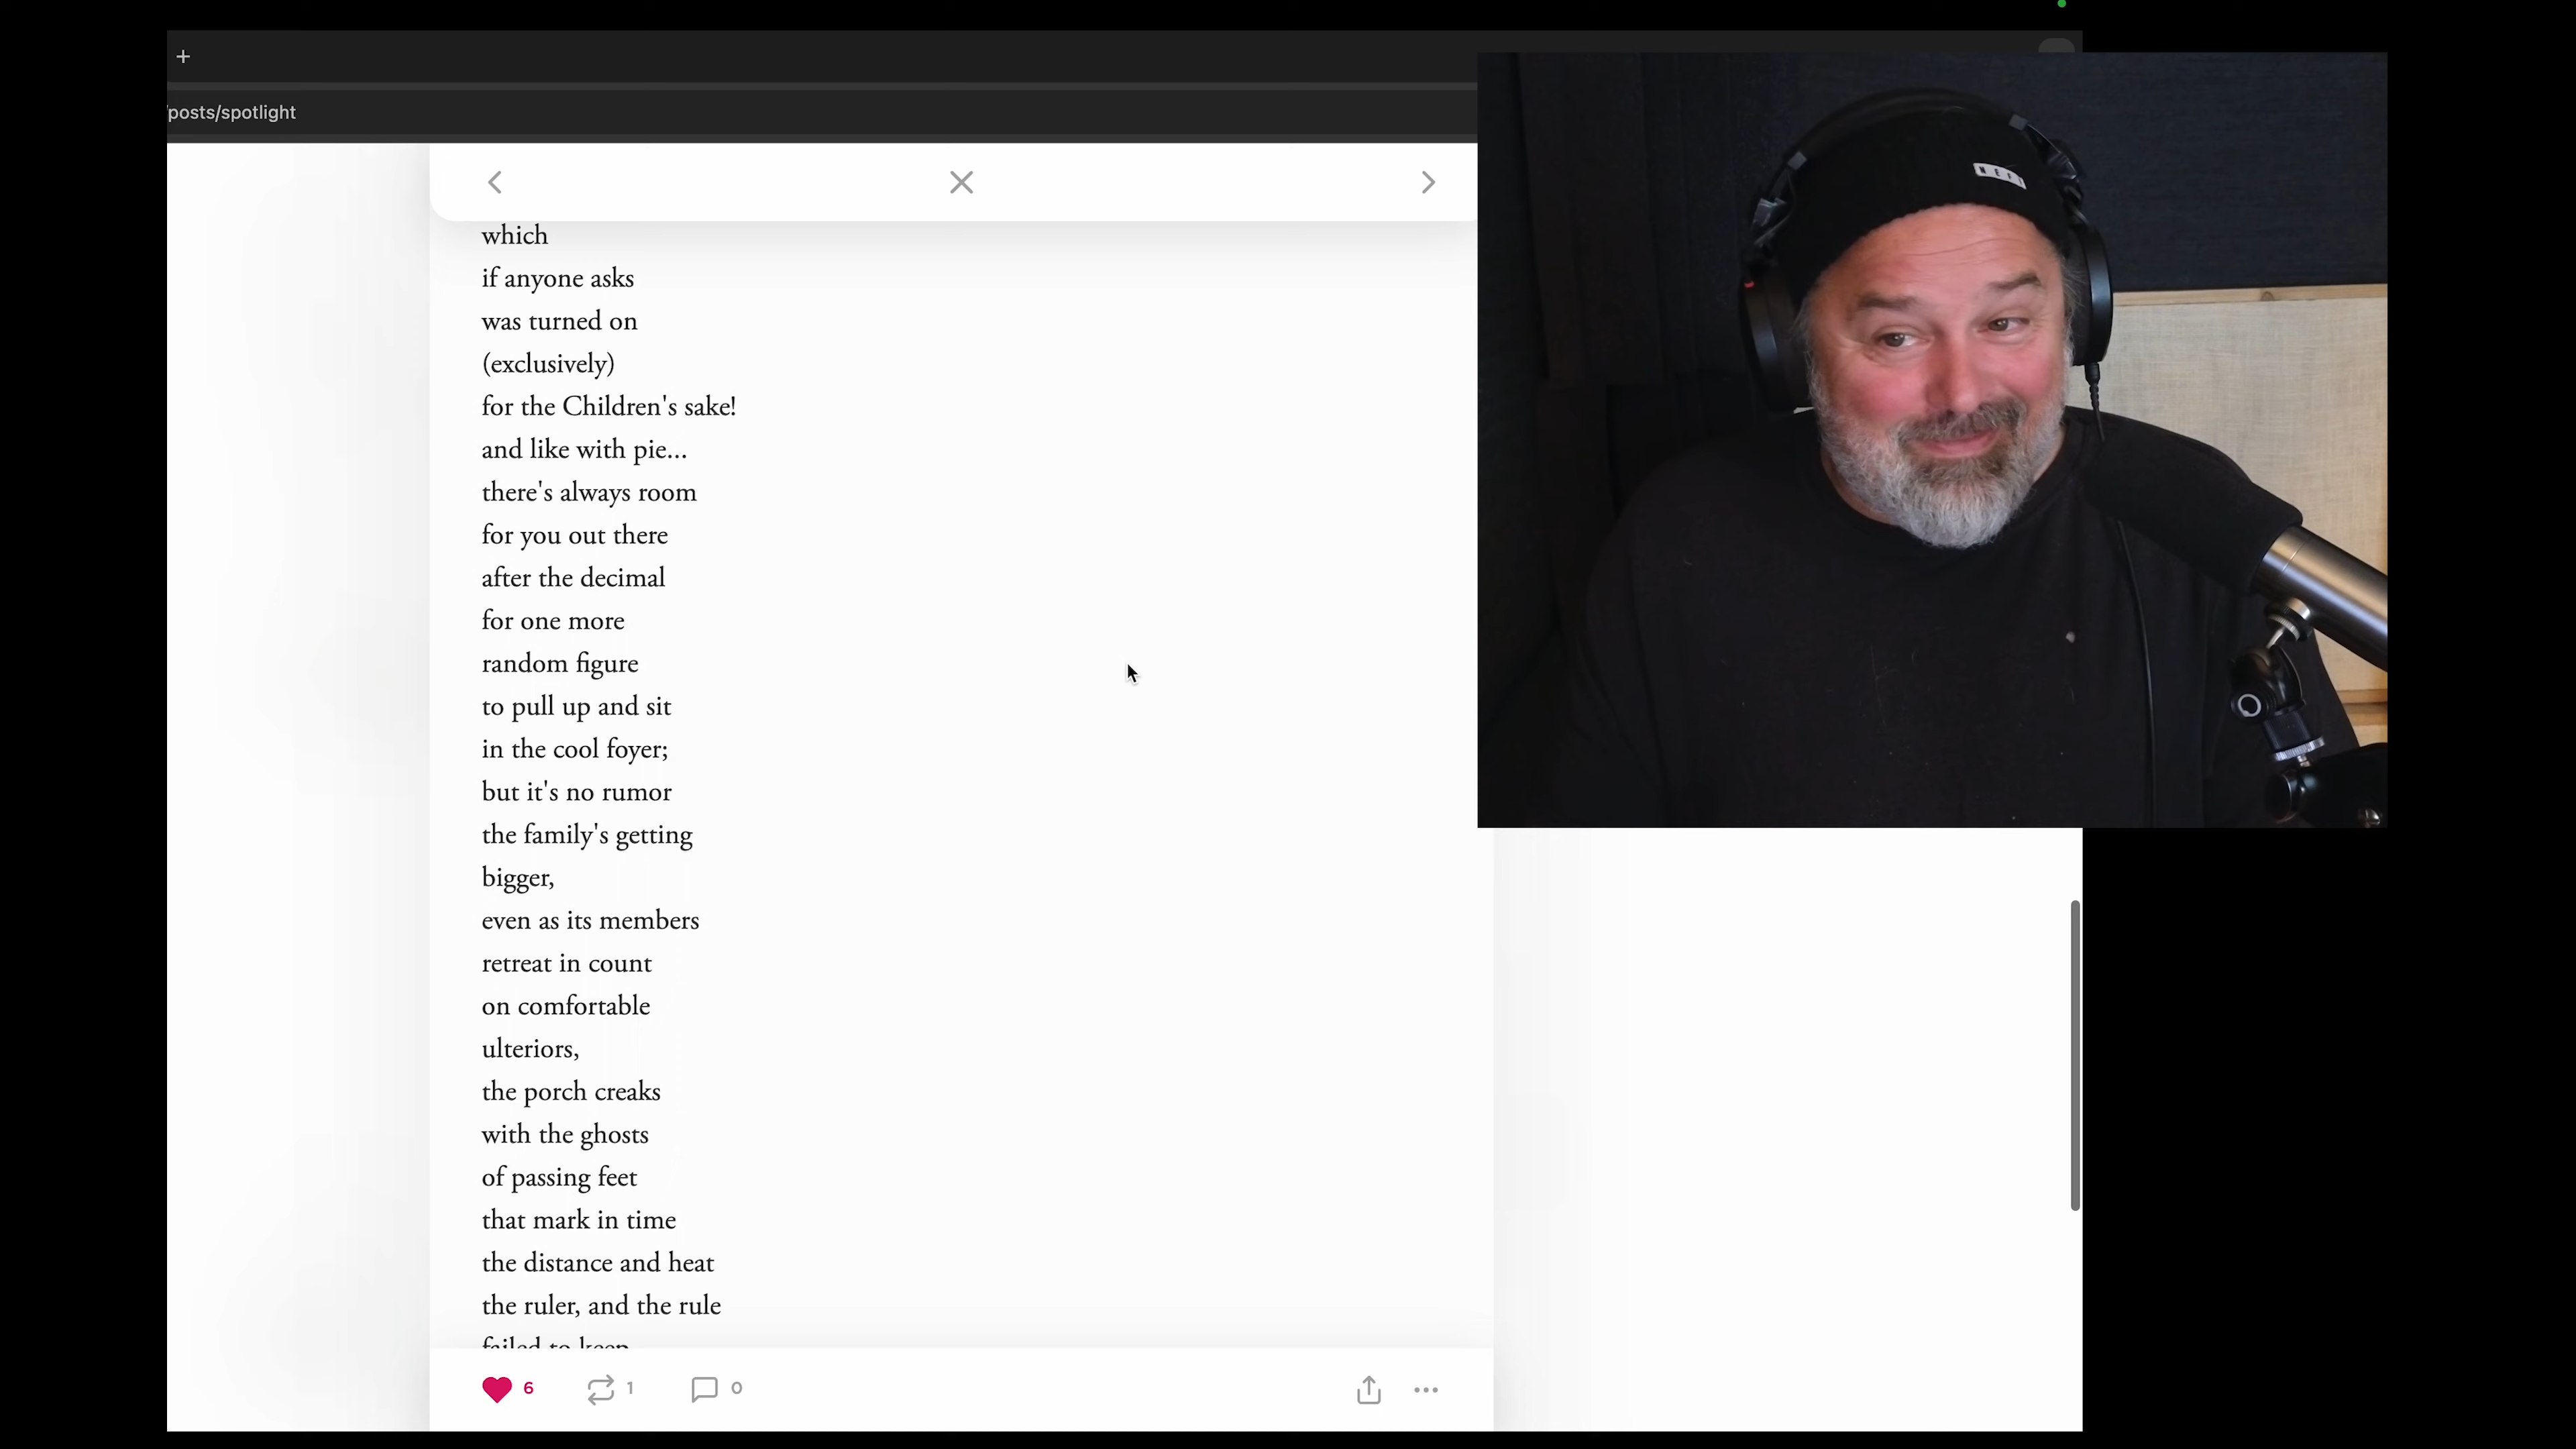 /posts/spotlight
which
if anyone asks
was turned on
(exclusively)
for the Children's sake!
and like with pie...
there's always room
for you out there
after the decimal
for one more
random figure
to pull up and sit
in the cool foyer;
but it's no rumor
the family's getting
bigger,
even as its members
retreat in count
on comfortable
ulteriors,
the porch creaks
with the ghosts
of passing feet
that mark in time
the distance and heat
the ruler, and the rule
failed to keep
6
1
0
NEFF